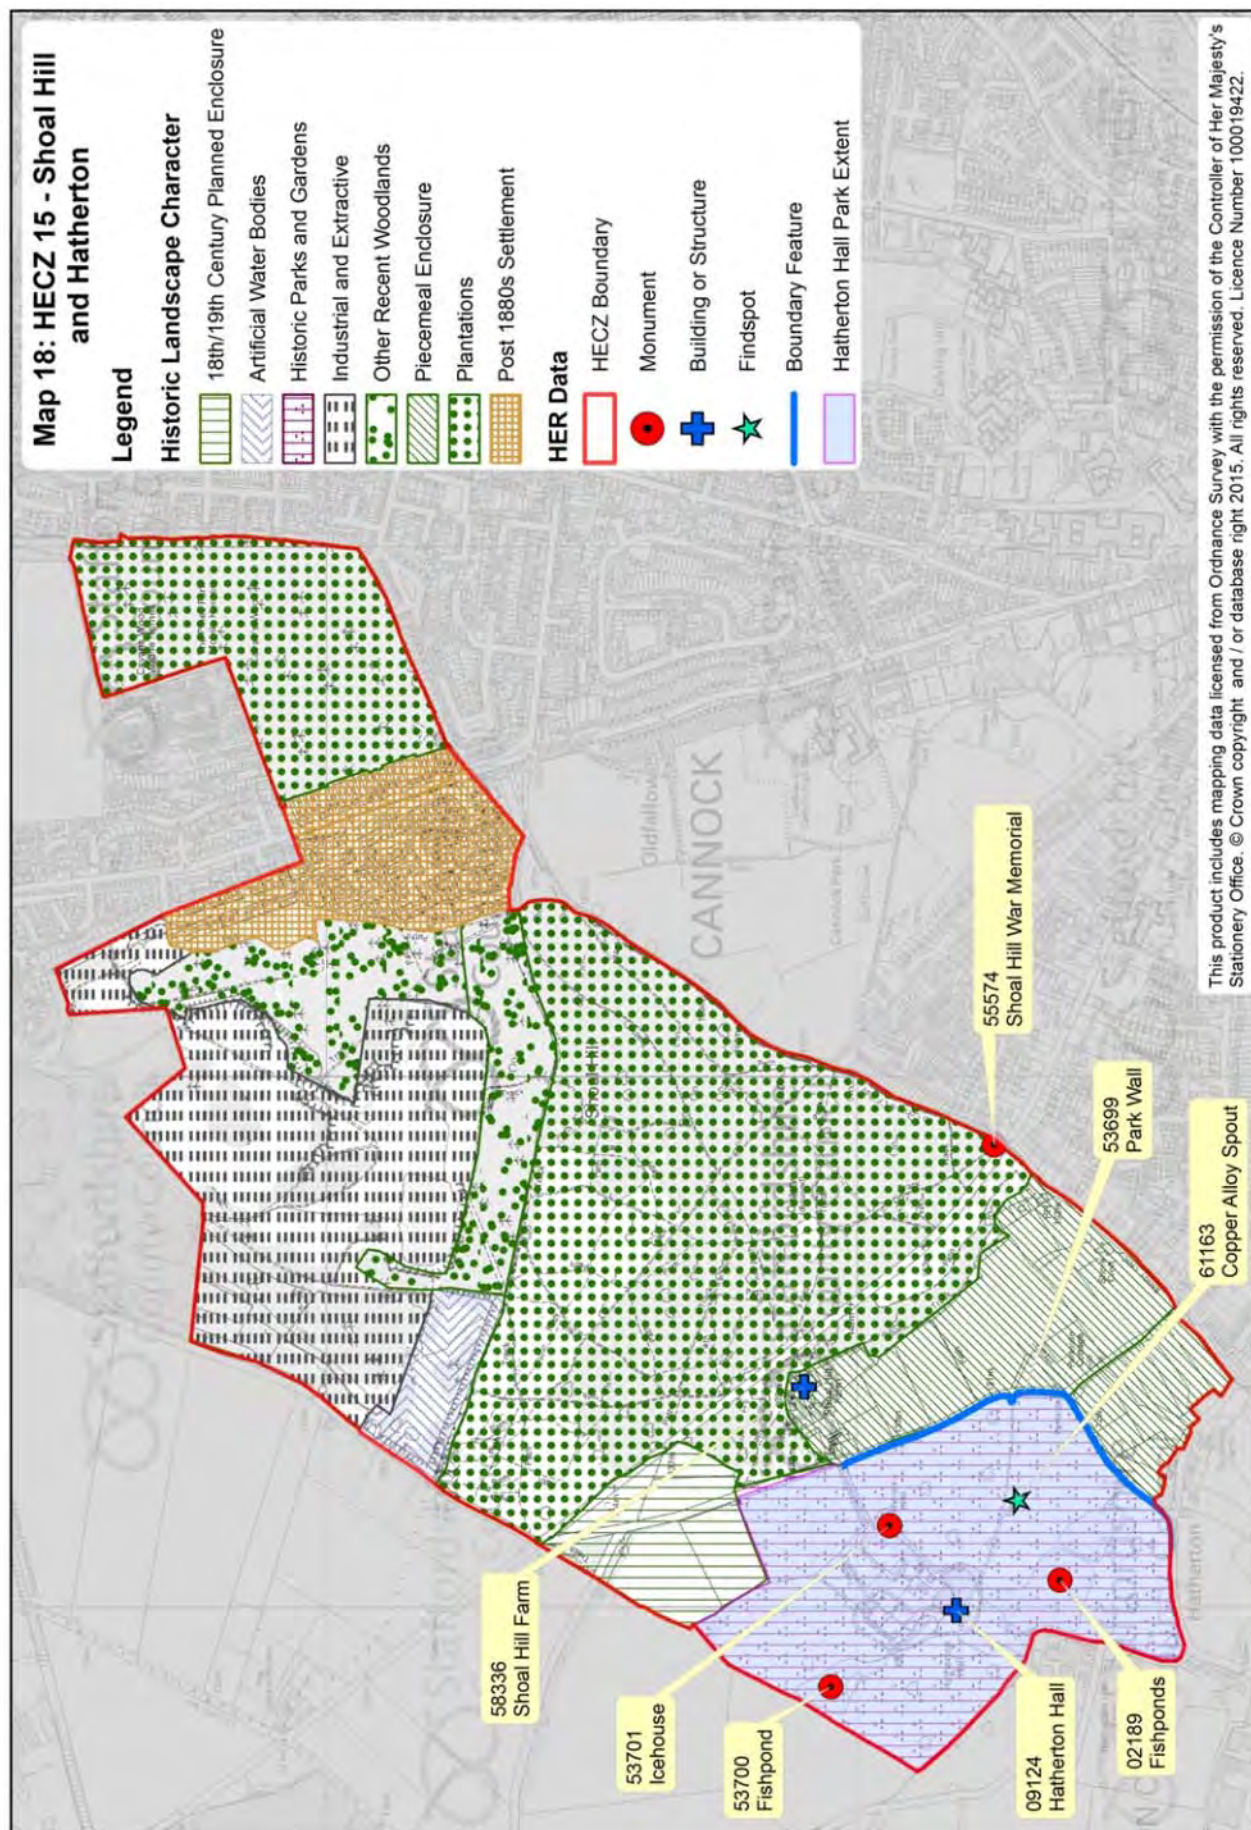 Map 18: HECZ 15 - Shoal Hill
and Hatherton
Legend
Historic Landscape Character
18th/19th Century Planned Enclosure
Artificial Water Bodies
Historic Parks and Gardens
Industrial and Extractive
Other Recent Woodlands
Piecemeal Enclosure
Plantations
Post 1880s Settlement
HER Data
HECZ Boundary
Monument
Building or Structure
Findspot
Boundary Feature
Hatherton Hall Park Extent
58336
Shoal Hill Farm
53701
Icehouse
53700
Fishpond
09124
Hatherton Hall
02189
Fishponds
55574
Shoal Hill War Memorial
53699
Park Wall
61163
Copper Alloy Spout
CANNOCK
Oldfallow
Shoal Hill
Hatherton
This product includes mapping data licensed from Ordnance Survey with the permission of the Controller of Her Majesty's
Stationery Office. © Crown copyright and / or database right 2015. All rights reserved. Licence Number 100019422.